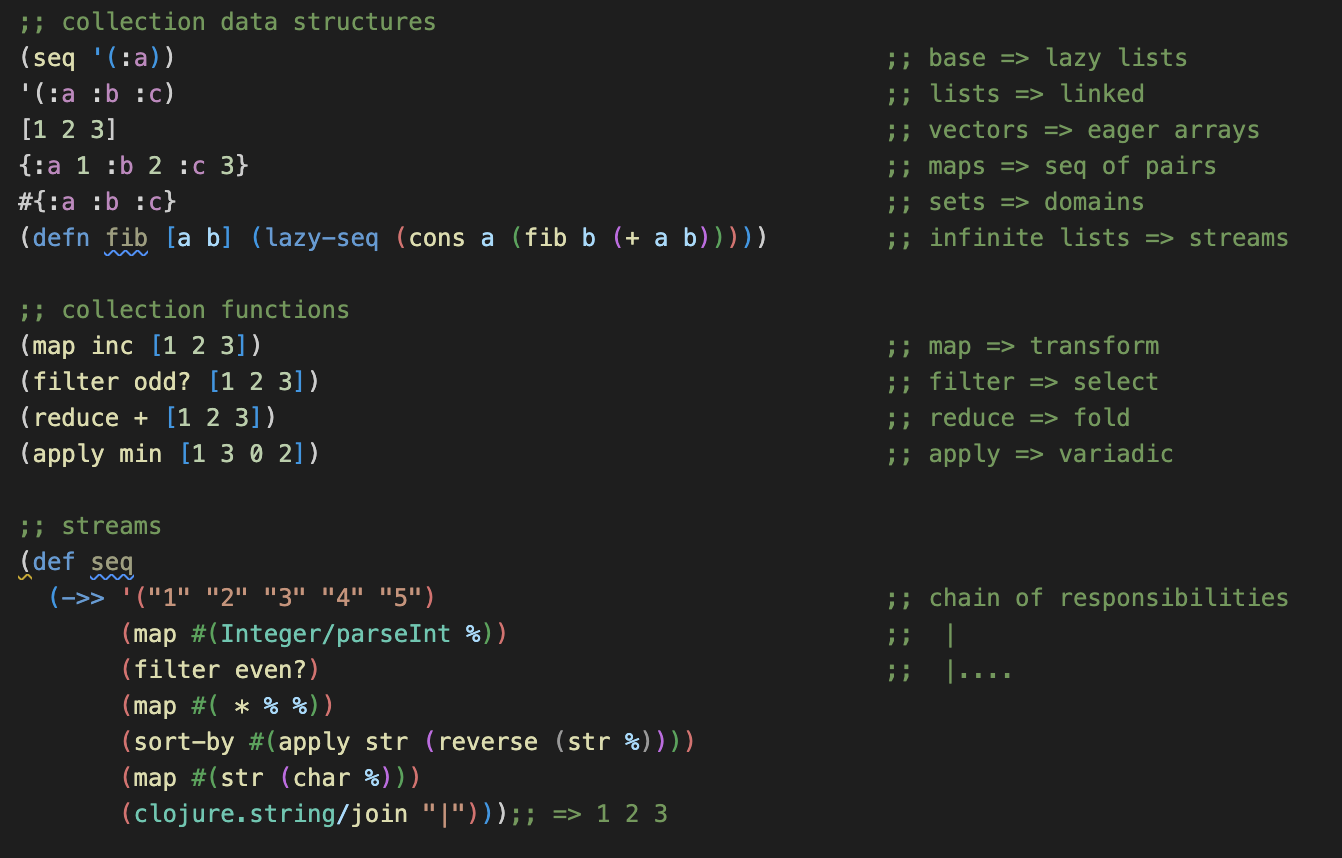 ;; collection data structures
(seq '(:a))                                                 ;; base => lazy lists
'(:a :b :c)                                                 ;; lists => linked
[1 2 3]                                                     ;; vectors => eager arrays
{:a 1 :b 2 :c 3}                                            ;; maps => seq of pairs
#{:a :b :c}                                                 ;; sets => domains
(defn fib [a b] (lazy-seq (cons a (fib b (+ a b)))))        ;; infinite lists => streams

;; collection functions
(map inc [1 2 3])                                           ;; map => transform
(filter odd? [1 2 3])                                       ;; filter => select
(reduce + [1 2 3])                                          ;; reduce => fold
(apply min [1 3 0 2])                                       ;; apply => variadic

;; streams
(def seq
  (->> '("1" "2" "3" "4" "5")                               ;; chain of responsibilities
       (map #(Integer/parseInt %))                          ;;  |
       (filter even?)                                       ;;  |....
       (map #( * % %))
       (sort-by #(apply str (reverse (str %))))
       (map #(str (char %)))
       (clojure.string/join "|")));; => 1 2 3